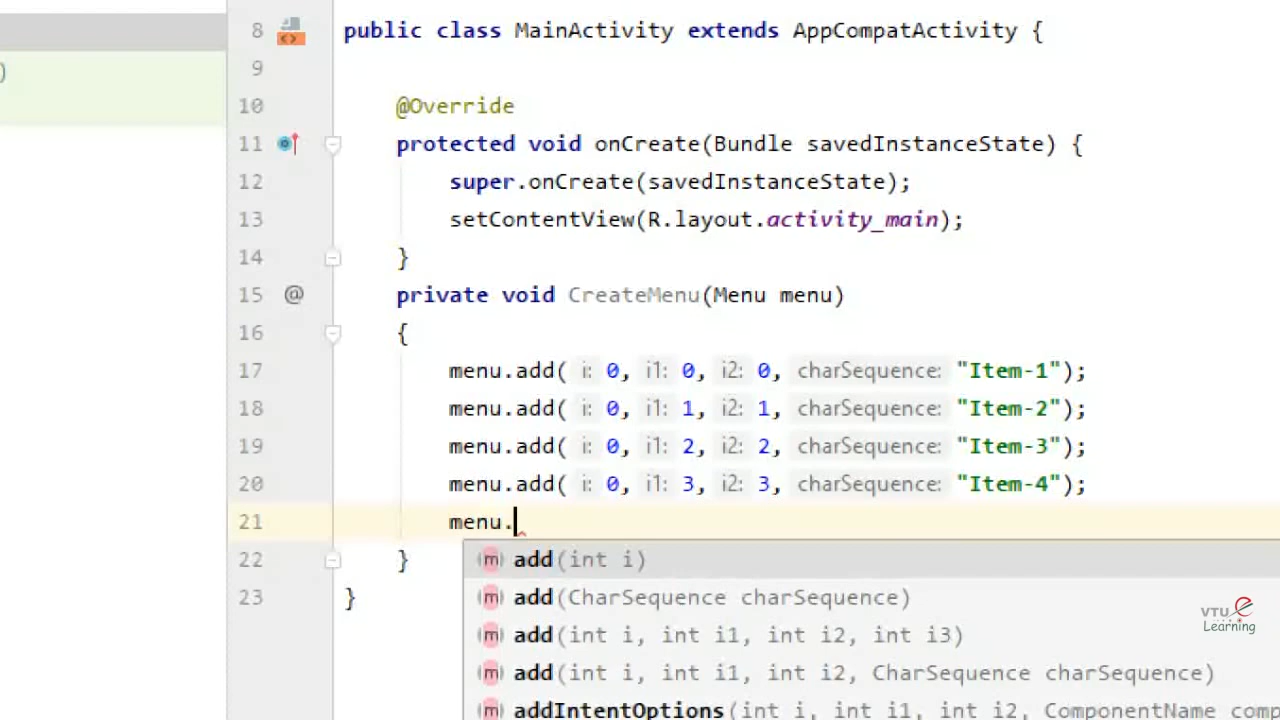 )
8 public class MainActivity extends AppCompatActivity {
9
10 @Override
11 protected void onCreate(Bundle savedInstanceState) {
12 super.onCreate(savedInstanceState);
13 setContentView(R.layout.activity_main);
14 }
15 @ private void CreateMenu(Menu menu)
16 {
17 menu.add( i: 0, i1: 0, i2: 0, charSequence: "Item-1");
18 menu.add( i: 0, i1: 1, i2: 1, charSequence: "Item-2");
19 menu.add( i: 0, i1: 2, i2: 2, charSequence: "Item-3");
20 menu.add( i: 0, i1: 3, i2: 3, charSequence: "Item-4");
21 menu.
22 }
m add(int i)
23 }
m add(CharSequence charSequence)
m add(int i, int i1, int i2, int i3)
m add(int i, int i1, int i2, CharSequence charSequence)
m addIntentOptions(int i, int i1, int i2, ComponentName comp
VTU e
Learning